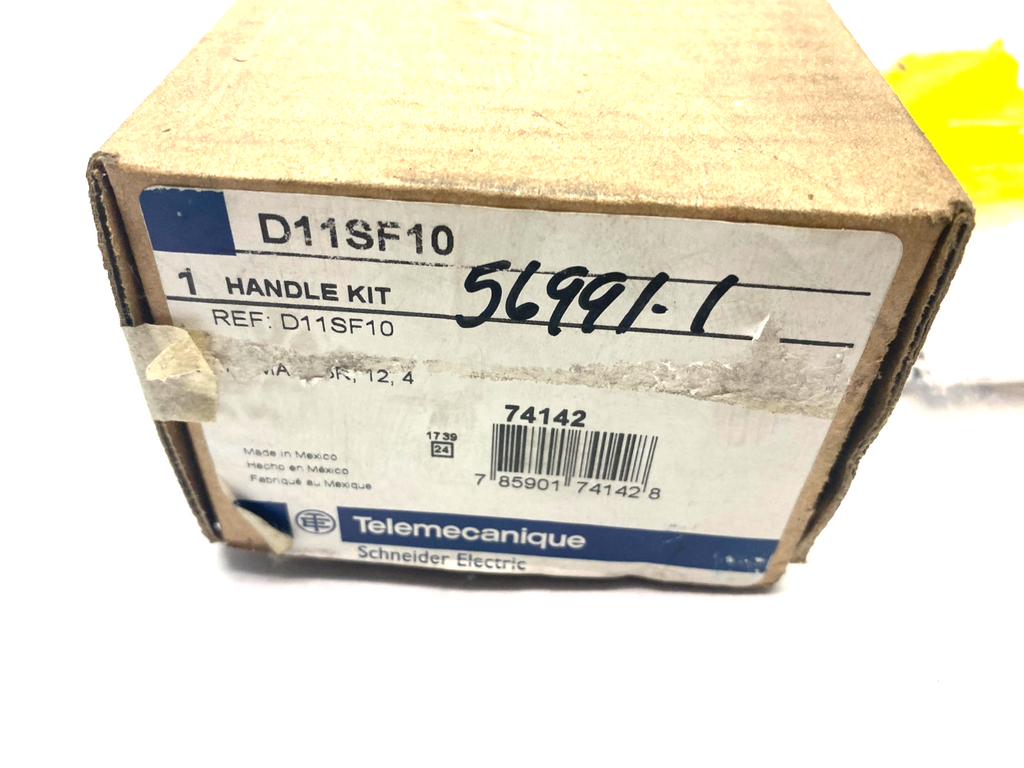 D11SF10
1 HANDLE KIT
56991-1
REF: D11SF10
12, 4
74142
1739
24
7 85901 74142 8
Made in Mexico
Hecho en México
Fabriqué au Mexique
Telemecanique
Schneider Electric